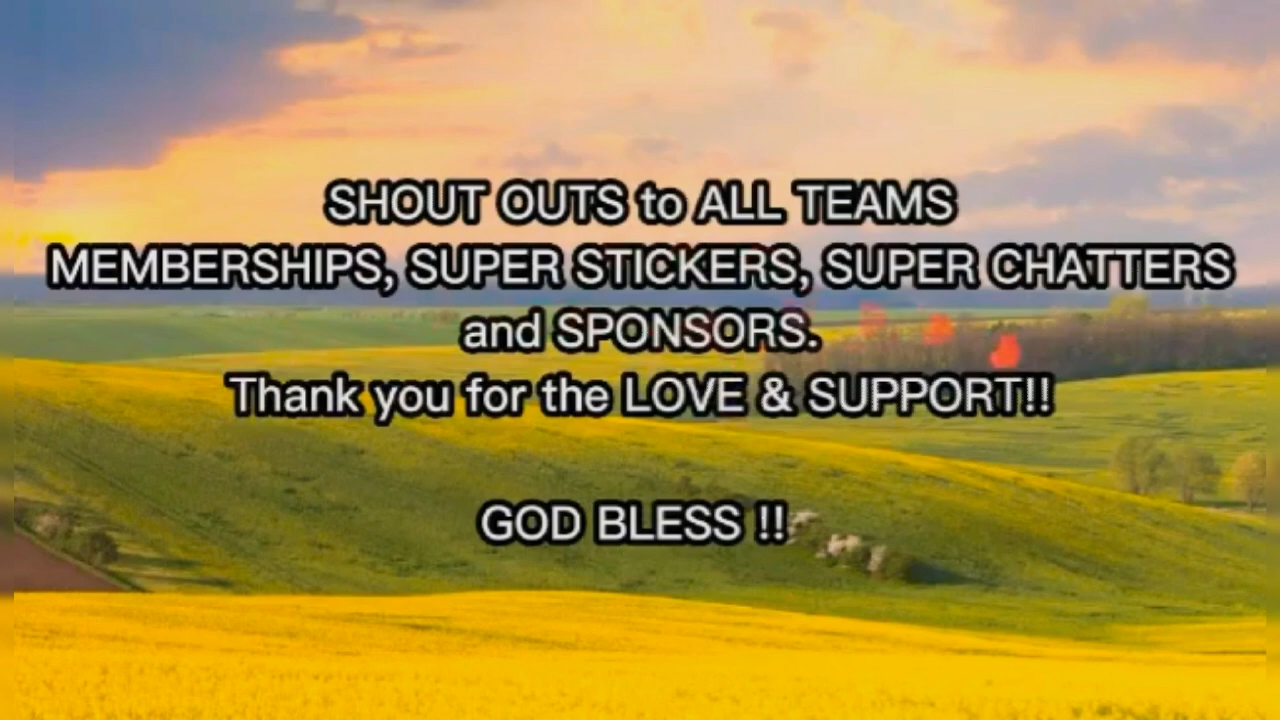 SHOUT OUTS to ALL TEAMS
MEMBERSHIPS, SUPER STICKERS, SUPER CHATTERS
and SPONSORS.
Thank you for the LOVE & SUPPORT!!
GOD BLESS !!